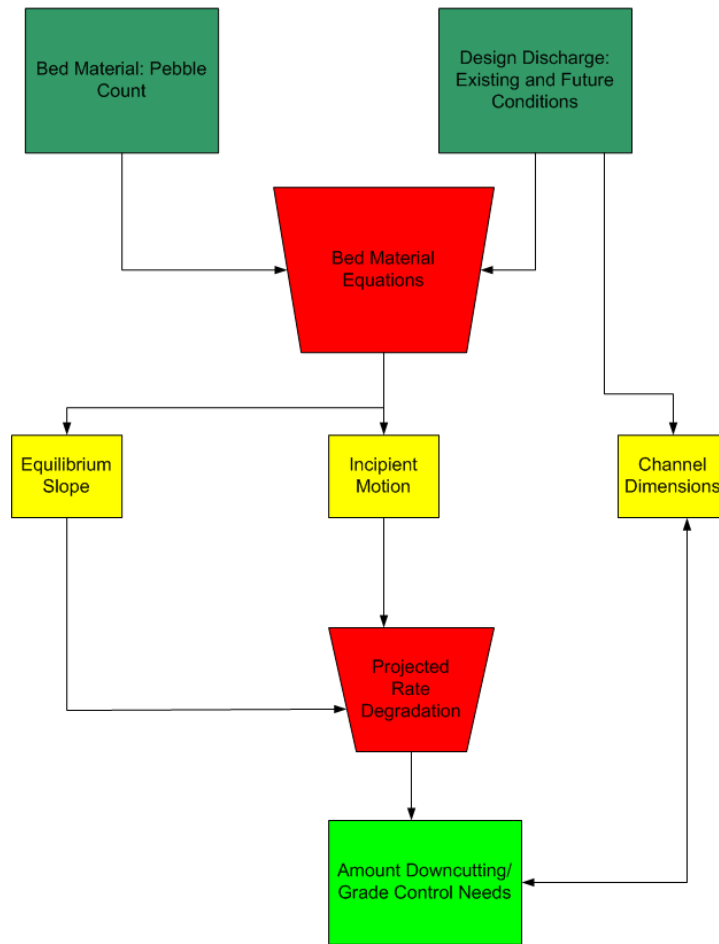 Bed Material: Pebble
Count
Design Discharge:
Existing and Future
Conditions
Bed Material
Equations
Equilibrium
Slope
Incipient
Motion
Channel
Dimensions
Projected
Rate
Degradation
Amount Downcutting/
Grade Control Needs